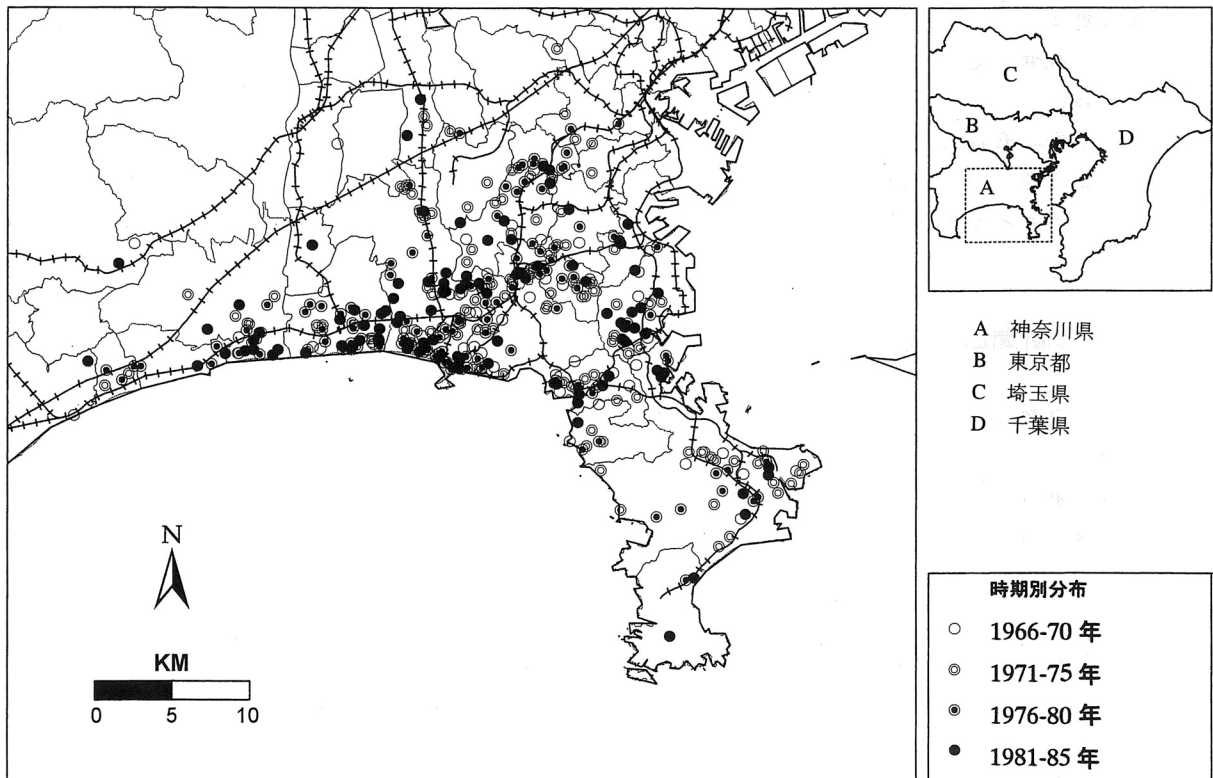 N
KM
0 5 10
C
B
D
A
A 神奈川県
B 東京都
C 埼玉県
D 千葉県
時期別分布
1966-70 年
1971-75 年
1976-80 年
1981-85 年